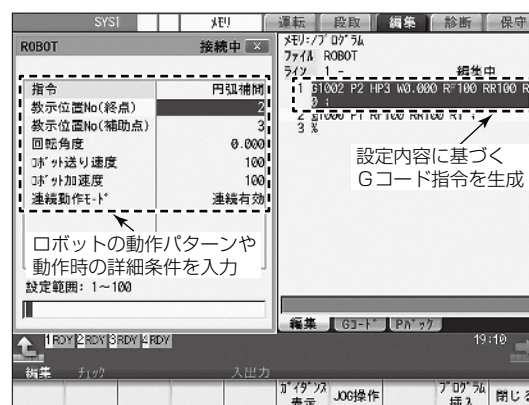 SYS1 メモリ 運転 段取 編集 診断 保守
ROBOT 接続中 ×
指令 円弧補間
教示位置No(終点) 2
教示位置No(補助点) 3
回転角度 0.000
ﾛﾎﾞｯﾄ送り速度 100
ﾛﾎﾞｯﾄ加速度 100
連続動作ﾓｰﾄﾞ 連続有効
ロボットの動作パターンや
動作時の詳細条件を入力
設定範囲: 1~100
ﾒﾓﾘ:/ﾌﾟﾛｸﾞﾗﾑ
ﾌｧｲﾙ ROBOT
ﾗｲﾝ 1 - 編集中
1 G1002 P2 HP3 W0.000 RF100 RR100 R
0 ;
2 G1000 P1 RF100 RR100 R1 ;
3 %
設定内容に基づく
Gコード指令を生成
編集 Gｺｰﾄﾞ
1RDY 2RDY 3RDY 4RDY 19:10
編集 ﾁｪｯｸ 入出力
ｶﾞｲﾀﾞﾝｽ
表示
JOG操作
ﾌﾟﾛｸﾞﾗﾑ
挿入
閉じる